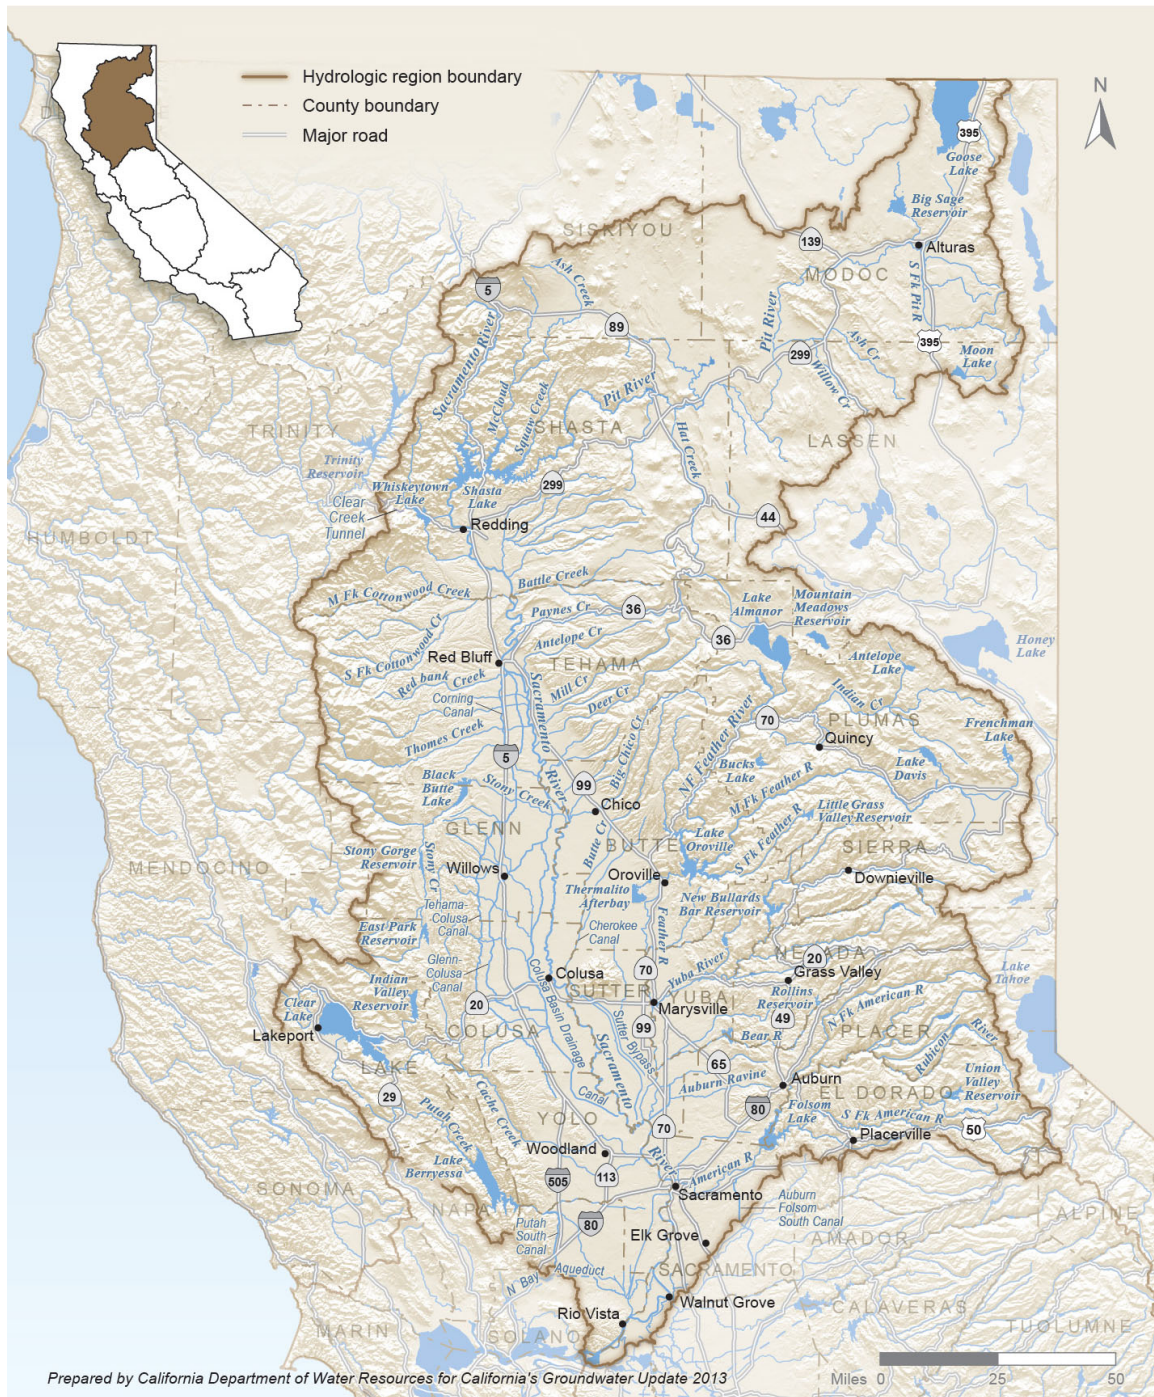 Hydrologic region boundary
County boundary
Major road
N
395
Goose
Lake
Big Sage
Reservoir
SISKIYOU
139
Alturas
MODOC
Ash Creek
5
S Fk Pit R
89
Pit River
395
299
Ash Cr
Moon
Lake
Sacramento River
Willow Cr
McCloud
Squaw Creek
Pit River
TRINITY
SHASTA
Hat Creek
LASSEN
Trinity
Reservoir
Whiskeytown
Lake
Shasta
Lake
299
Clear
Creek
Tunnel
44
Redding
HUMBOLDT
Battle Creek
M Fk Cottonwood Creek
Paynes Cr
36
Lake
Almanor
Mountain
Meadows
Reservoir
36
Antelope Cr
Honey
Lake
S Fk Cottonwood Cr
Red Bluff
TEHAMA
Antelope
Lake
Red bank Creek
Mill Cr
Deer Cr
Indian Cr
Corning
Canal
Sacramento River
NF Feather River
70
PLUMAS
Frenchman
Lake
Quincy
Thomes Creek
Big Chico Cr
5
Bucks
Lake
Lake
Davis
Black
Butte
Lake
Stony Creek
99
M Fk Feather R
Chico
Little Grass
Valley Reservoir
GLENN
Butte Cr
BUTTE
Lake
Oroville
S Fk Feather R
SIERRA
MENDOCINO
Stony Gorge
Reservoir
Stony Cr
Willows
Oroville
Downieville
Thermalito
Afterbay
New Bullards
Bar Reservoir
Tehama-
Colusa
Canal
East Park
Reservoir
Cherokee
Canal
Feather R
Glenn-
Colusa
Canal
NEVADA
20
Indian
Valley
Reservoir
Colusa
70
Yuba River
Grass Valley
Lake
Tahoe
Clear
Lake
20
Colusa Basin Drainage
Canal
SUTTER
YUBA
Rollins
Reservoir
N Fk American R
Marysville
Lakeport
COLUSA
99
Sutter Bypass
49
Bear R
PLACER
Rubicon
River
LAKE
Sacramento
River
65
29
Auburn Ravine
Auburn
Union
Valley
Reservoir
EL DORADO
Cache Creek
Putah Creek
80
Folsom
Lake
S Fk American R
YOLO
70
50
Woodland
Placerville
Lake
Berryessa
American R
505
113
SONOMA
Sacramento
Auburn
Folsom
South Canal
NAPA
80
ALPINE
Putah
South
Canal
Elk Grove
AMADOR
N Bay Aqueduct
SACRAMENTO
Walnut Grove
CALAVERAS
Rio Vista
MARIN
SOLANO
TUOLUMNE
Prepared by California Department of Water Resources for California's Groundwater Update 2013
Miles 0 25 50